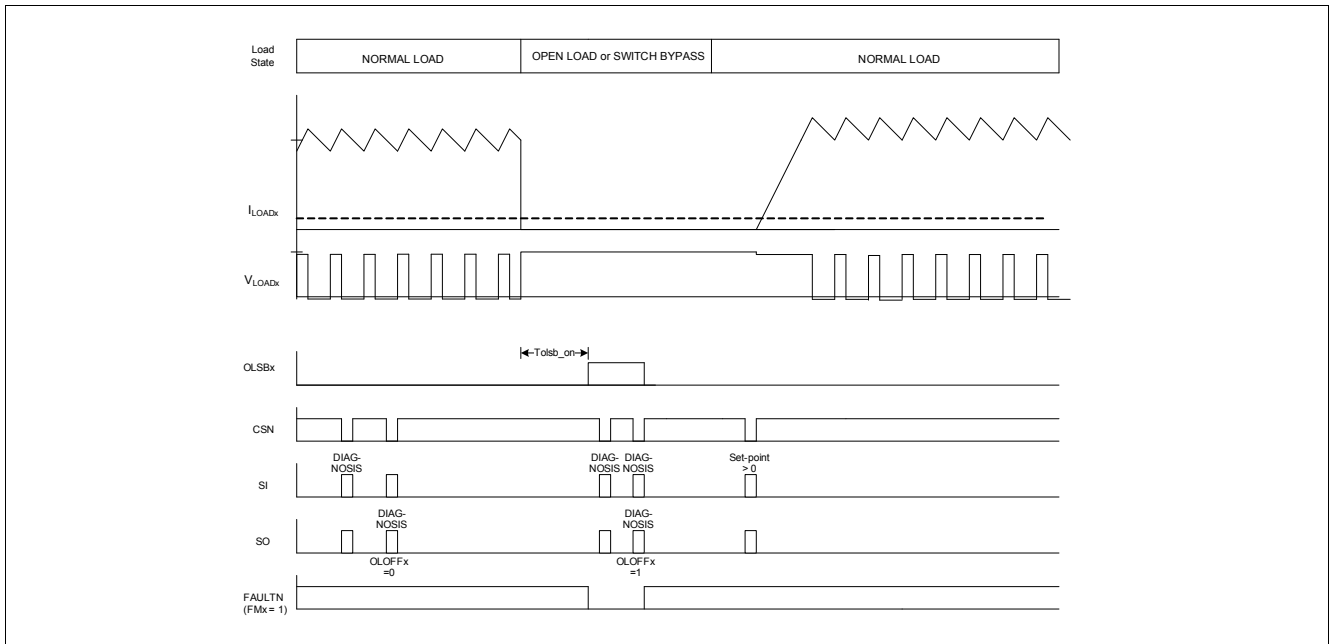 Load
State
NORMAL LOAD
OPEN LOAD or SWITCH BYPASS
NORMAL LOAD
ILOADx
VLOADx
Tolsb_on
OLSBx
CSN
DIAG-
NOSIS
DIAG-
NOSIS
DIAG-
NOSIS
Set-point
> 0
SI
DIAG-
NOSIS
DIAG-
NOSIS
SO
OLOFFx
=0
OLOFFx
=1
FAULTN
(FMx = 1)